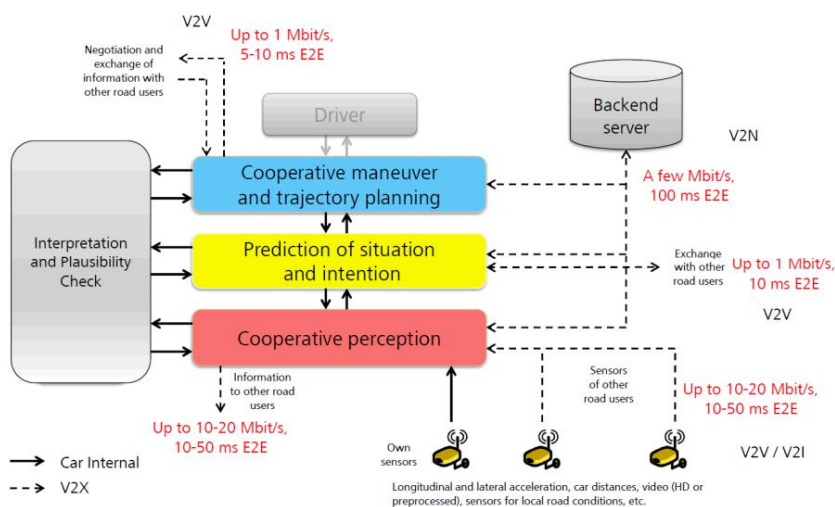 V2V
Up to 1 Mbit/s,
5-10 ms E2E
Negotiation and
exchange of
information with
other road users
Driver
Backend
server
V2N
A few Mbit/s,
100 ms E2E
Cooperative maneuver
and trajectory planning
Interpretation
and Plausibility
Check
Prediction of situation
and intention
Exchange
with other
road users
Up to 1 Mbit/s,
10 ms E2E
V2V
Cooperative perception
Information
to other road
users
Up to 10-20 Mbit/s,
10-50 ms E2E
Sensors
of other
road users
Up to 10-20 Mbit/s,
10-50 ms E2E
Own
sensors
V2V / V2I
Car Internal
V2X
Longitudinal and lateral acceleration, car distances, video (HD or
preprocessed), sensors for local road conditions, etc.